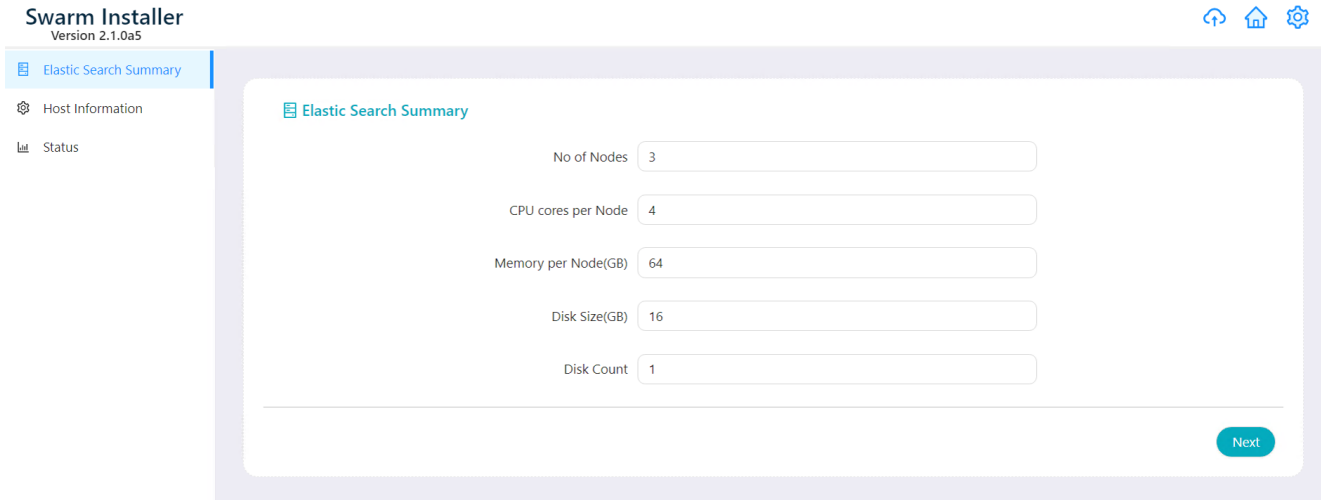 Swarm Installer
Version 2.1.0a5
Elastic Search Summary
Host Information
Status
Elastic Search Summary
No of Nodes 3
CPU cores per Node 4
Memory per Node(GB) 64
Disk Size(GB) 16
Disk Count 1
Next